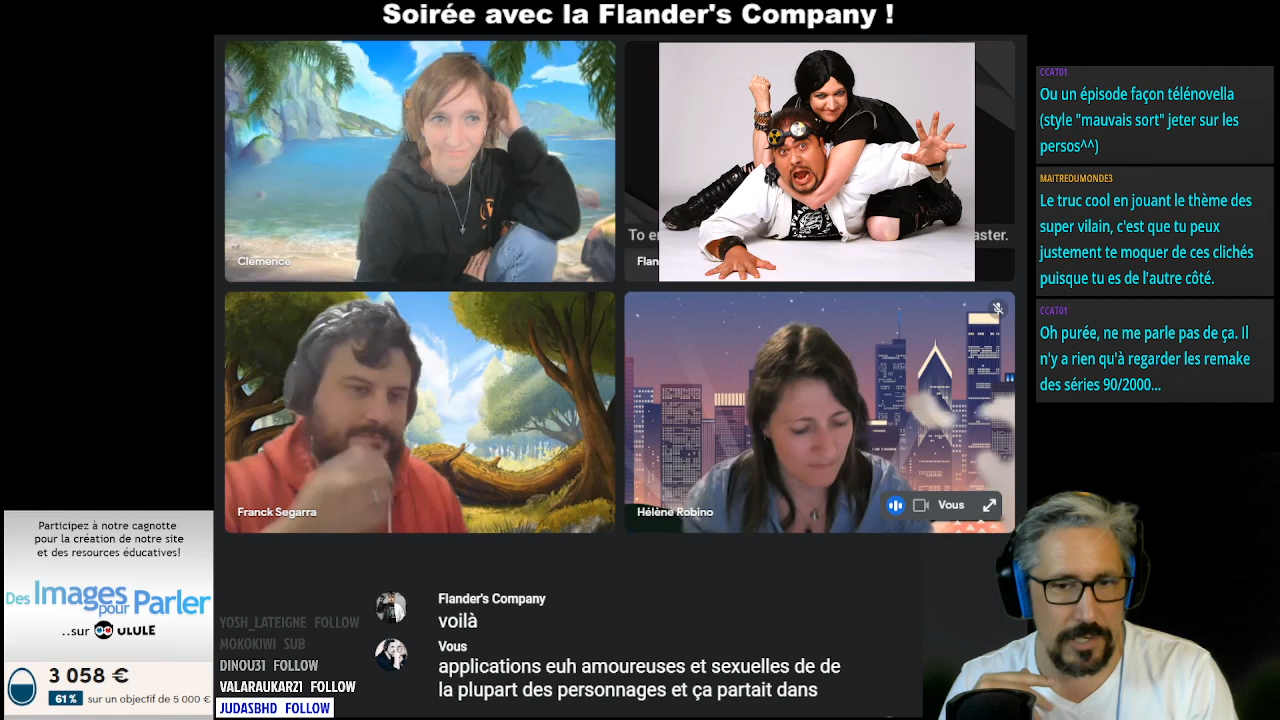 Soirée avec la Flander's Company !
Clémence
To e
aster.
Flan
Franck Segarra
Hélène Robino
Vous
CCAT01
Ou un épisode façon télénovella
(style "mauvais sort" jeter sur les
persos^^)
MAITREDUMONDE3
Le truc cool en jouant le thème des
super vilain, c'est que tu peux
justement te moquer de ces clichés
puisque tu es de l'autre côté.
CCAT01
Oh purée, ne me parle pas de ça. Il
n'y a rien qu'à regarder les remake
des séries 90/2000...
Participez à notre cagnotte
pour la création de notre site
et des resources éducatives!
Des Images pour Parler
..sur ULULE
3 058 €
61 % sur un objectif de 5 000 €
YOSH_LATEIGNE FOLLOW
MOKOKIWI SUB
DINOU31 FOLLOW
VALARAUKARZ1 FOLLOW
JUDASBHD FOLLOW
Flander's Company
voilà
Vous
applications euh amoureuses et sexuelles de de
la plupart des personnages et ça partait dans